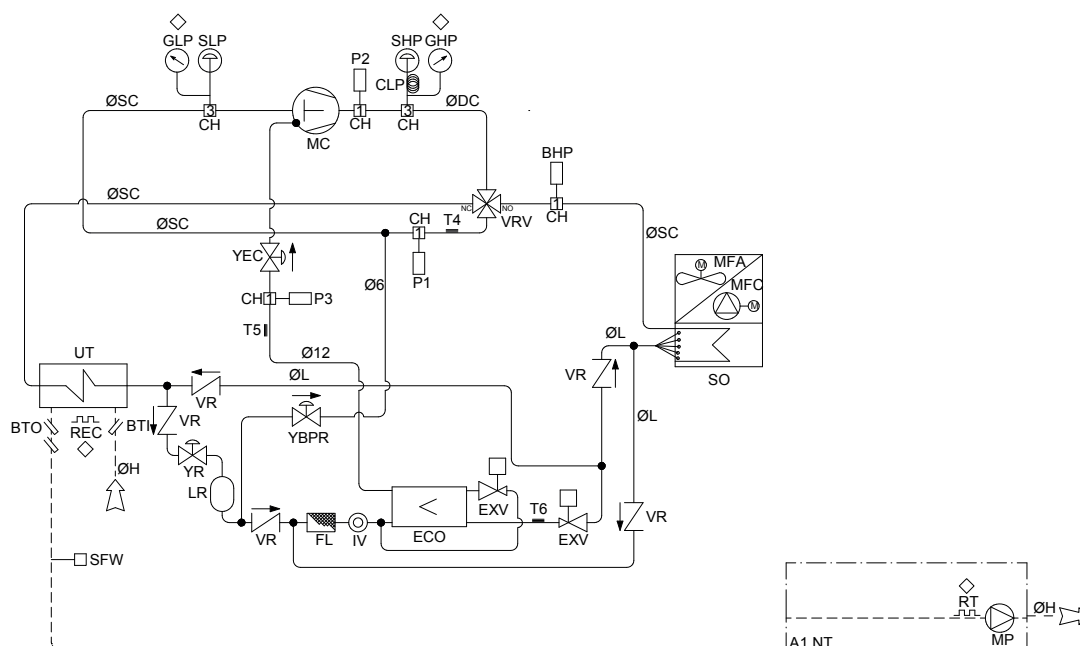 GLP SLP
SHP GHP
P2
CLP
ØSC
3
CH
MC
1
CH
3
CH
ØDC
BHP
ØSC
NC
NO
VRV
1
CH
ØSC
CH
T4
1
P1
ØSC
YEC
Ø6
CH
1
P3
T5
MFA
M
MFC
M
ØL
SO
UT
Ø12
ØL
VR
VR
BTO
REC
BTI
VR
YBPR
ØL
YR
ØH
LR
EXV
T6
VR
FL
IV
ECO
EXV
VR
SFW
RT
ØH
MP
A1 NT